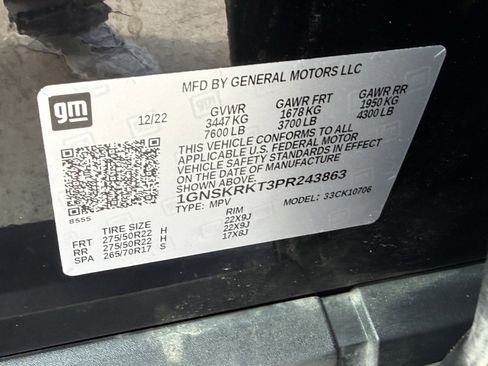 MFD BY GENERAL MOTORS LLC
gm
12/22
GVWR
3447 KG
7600 LB
GAWR FRT
1678 KG
3700 LB
GAWR RR
1950 KG
4300 LB
THIS VEHICLE CONFORMS TO ALL
APPLICABLE U.S. FEDERAL MOTOR
VEHICLE SAFETY STANDARDS IN EFFECT
ON THE DATE OF MANUFACTURE
SHOWN ABOVE.
1GNSKRKT3PR243863
TYPE: MPV
MODEL: 33CK10706
8555
TIRE SIZE
RIM
FRT 275/50R22 H 22X9J
RR 275/50R22 H 22X9J
SPA 265/70R17 S 17X8J